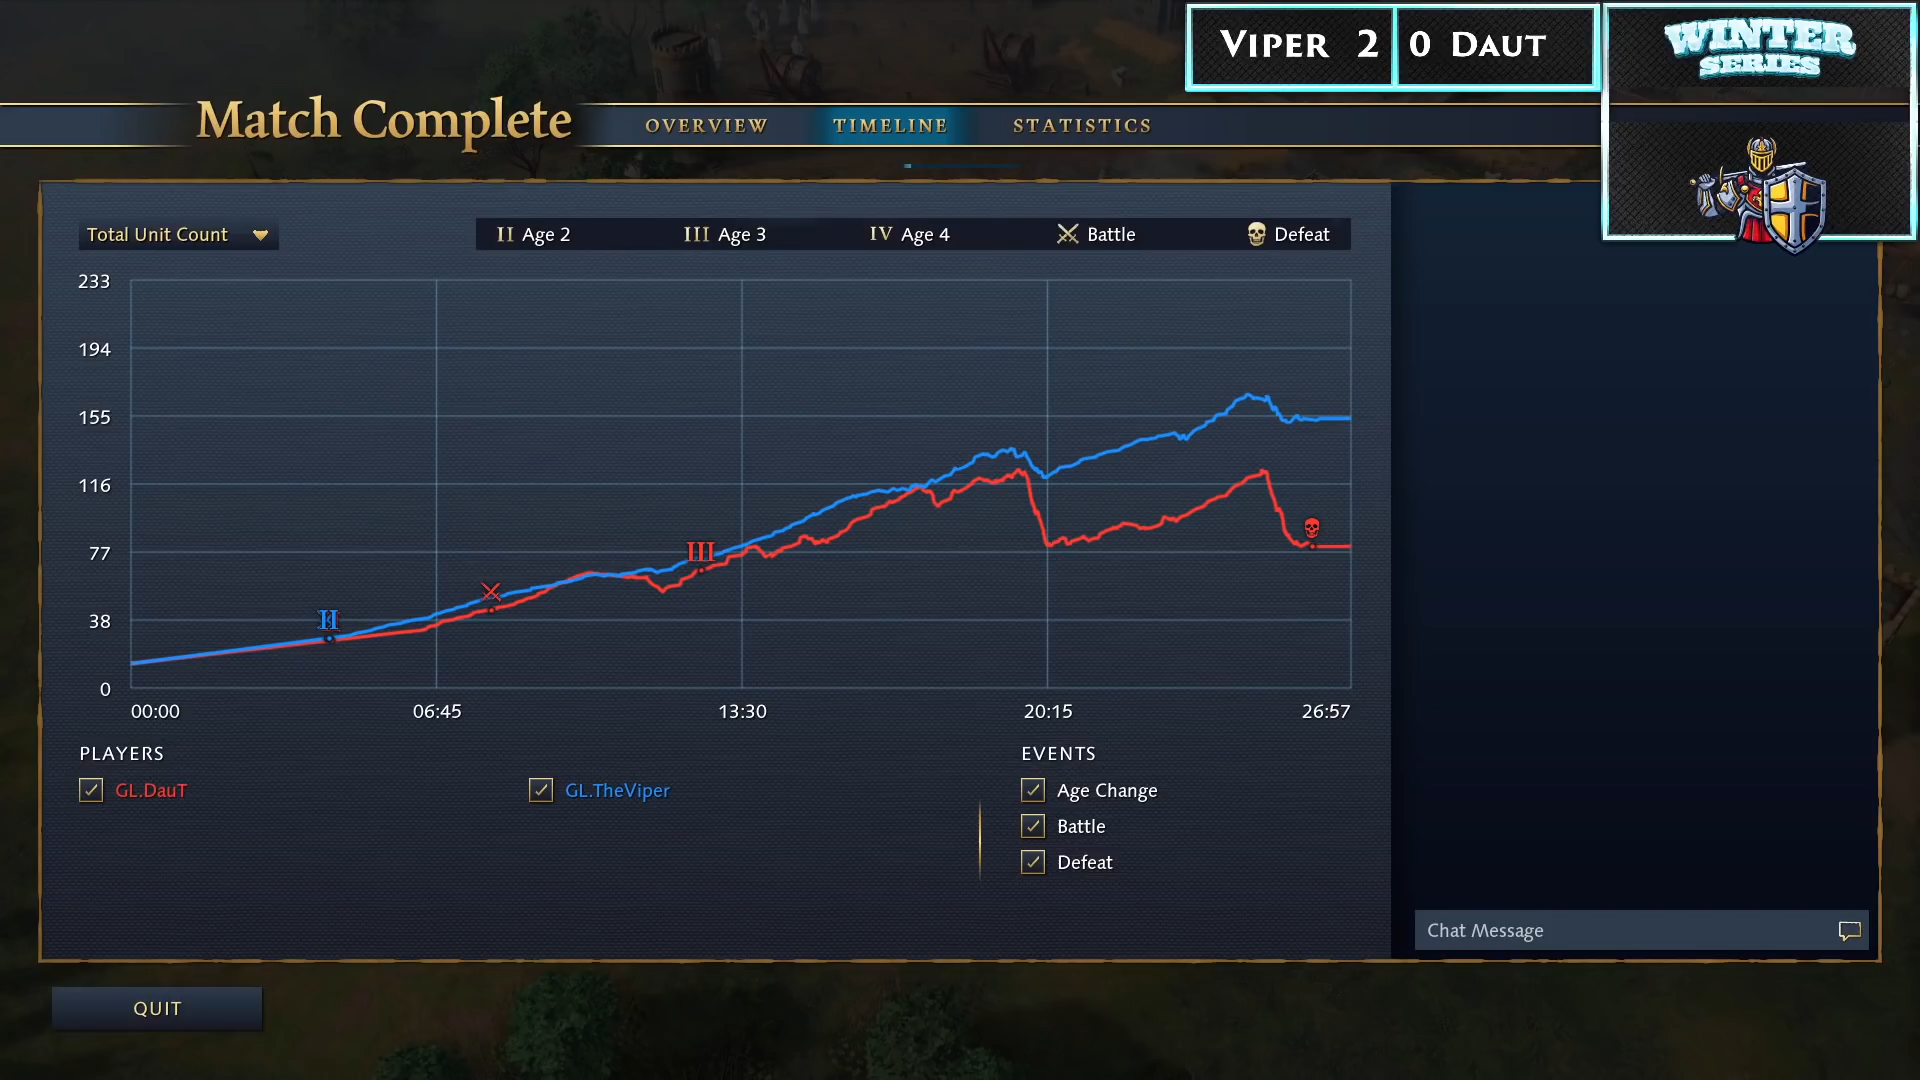 VIPER 2 0 DAUT
WINTER
SERIES
Match Complete
OVERVIEW TIMELINE STATISTICS
Total Unit Count
II Age 2 III Age 3 IV Age 4 Battle Defeat
233
194
155
116
77
38
0
III
II
00:00 06:45 13:30 20:15 26:57
PLAYERS
GL.DauT GL.TheViper
EVENTS
Age Change
Battle
Defeat
Chat Message
QUIT